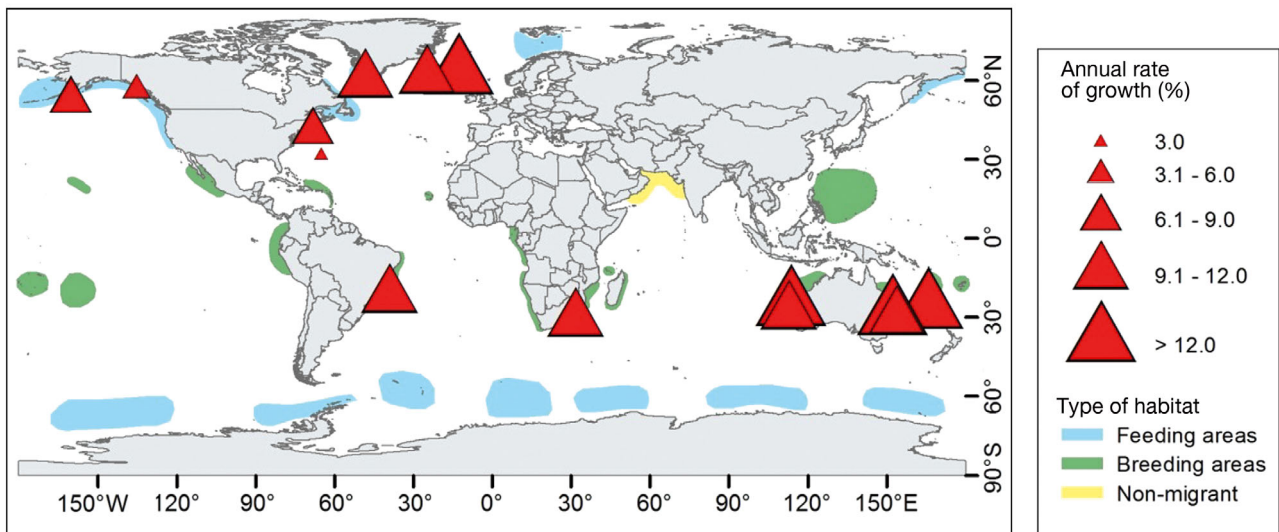 60°N
30°
0°
30°
60°
90°S
150°W
120°
90°
60°
30°
0°
30°
60°
90°
120°
150°E
Annual rate
of growth (%)
3.0
3.1 - 6.0
6.1 - 9.0
9.1 - 12.0
> 12.0
Type of habitat
Feeding areas
Breeding areas
Non-migrant